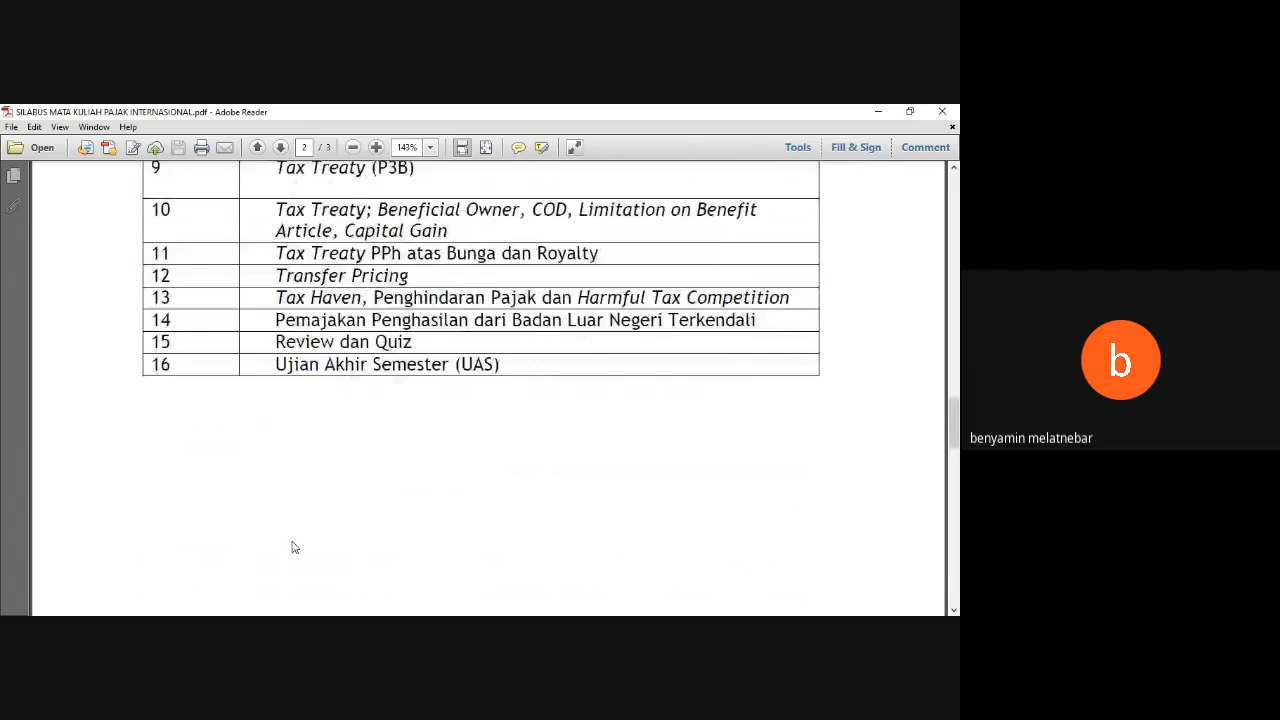 SILABUS MATA KULIAH PAJAK INTERNASIONAL.pdf - Adobe Reader
File Edit View Window Help
Open 2 / 3 143% Tools Fill & Sign Comment
9 Tax Treaty (P3B)
10 Tax Treaty; Beneficial Owner, COD, Limitation on Benefit
Article, Capital Gain
11 Tax Treaty PPh atas Bunga dan Royalty
12 Transfer Pricing
13 Tax Haven, Penghindaran Pajak dan Harmful Tax Competition
14 Pemajakan Penghasilan dari Badan Luar Negeri Terkendali
15 Review dan Quiz
16 Ujian Akhir Semester (UAS)
b
benyamin melatnebar